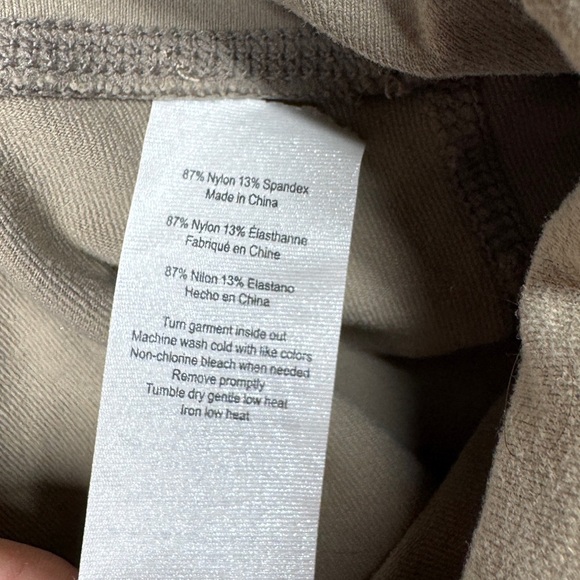 87% Nylon 13% Spandex
Made in China
87% Nylon 13% Élasthanne
Fabriqué en Chine
87% Nilon 13% Elastano
Hecho en China
Turn garment inside out
Machine wash cold with like colors
Non-chlorine bleach when needed
Remove promptly
Tumble dry gentle low heat
Iron low heat